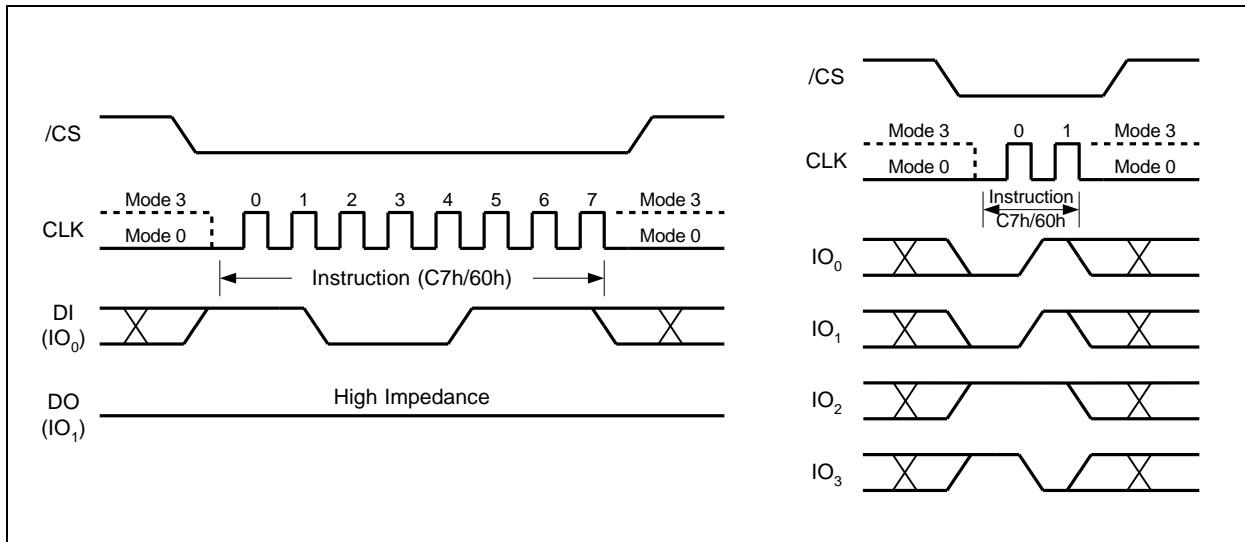 /CS
Mode 3 0 1 2 3 4 5 6 7 Mode 3
CLK
Mode 0 Mode 0
Instruction (C7h/60h)
DI
(IO0)
High Impedance
DO
(IO1)
/CS
Mode 3 0 1 Mode 3
CLK
Mode 0 Mode 0
Instruction
C7h/60h
IO0
IO1
IO2
IO3